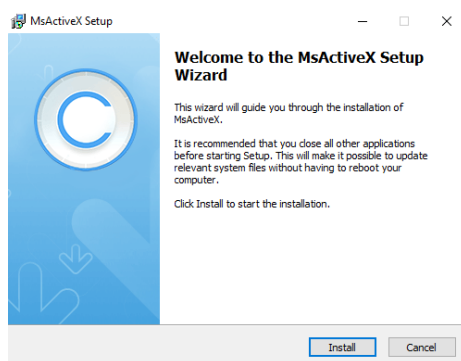 MsActiveX Setup
Welcome to the MsActiveX Setup
Wizard
This wizard will guide you through the installation of
MsActiveX.
It is recommended that you close all other applications
before starting Setup. This will make it possible to update
relevant system files without having to reboot your
computer.
Click Install to start the installation.
Install
Cancel